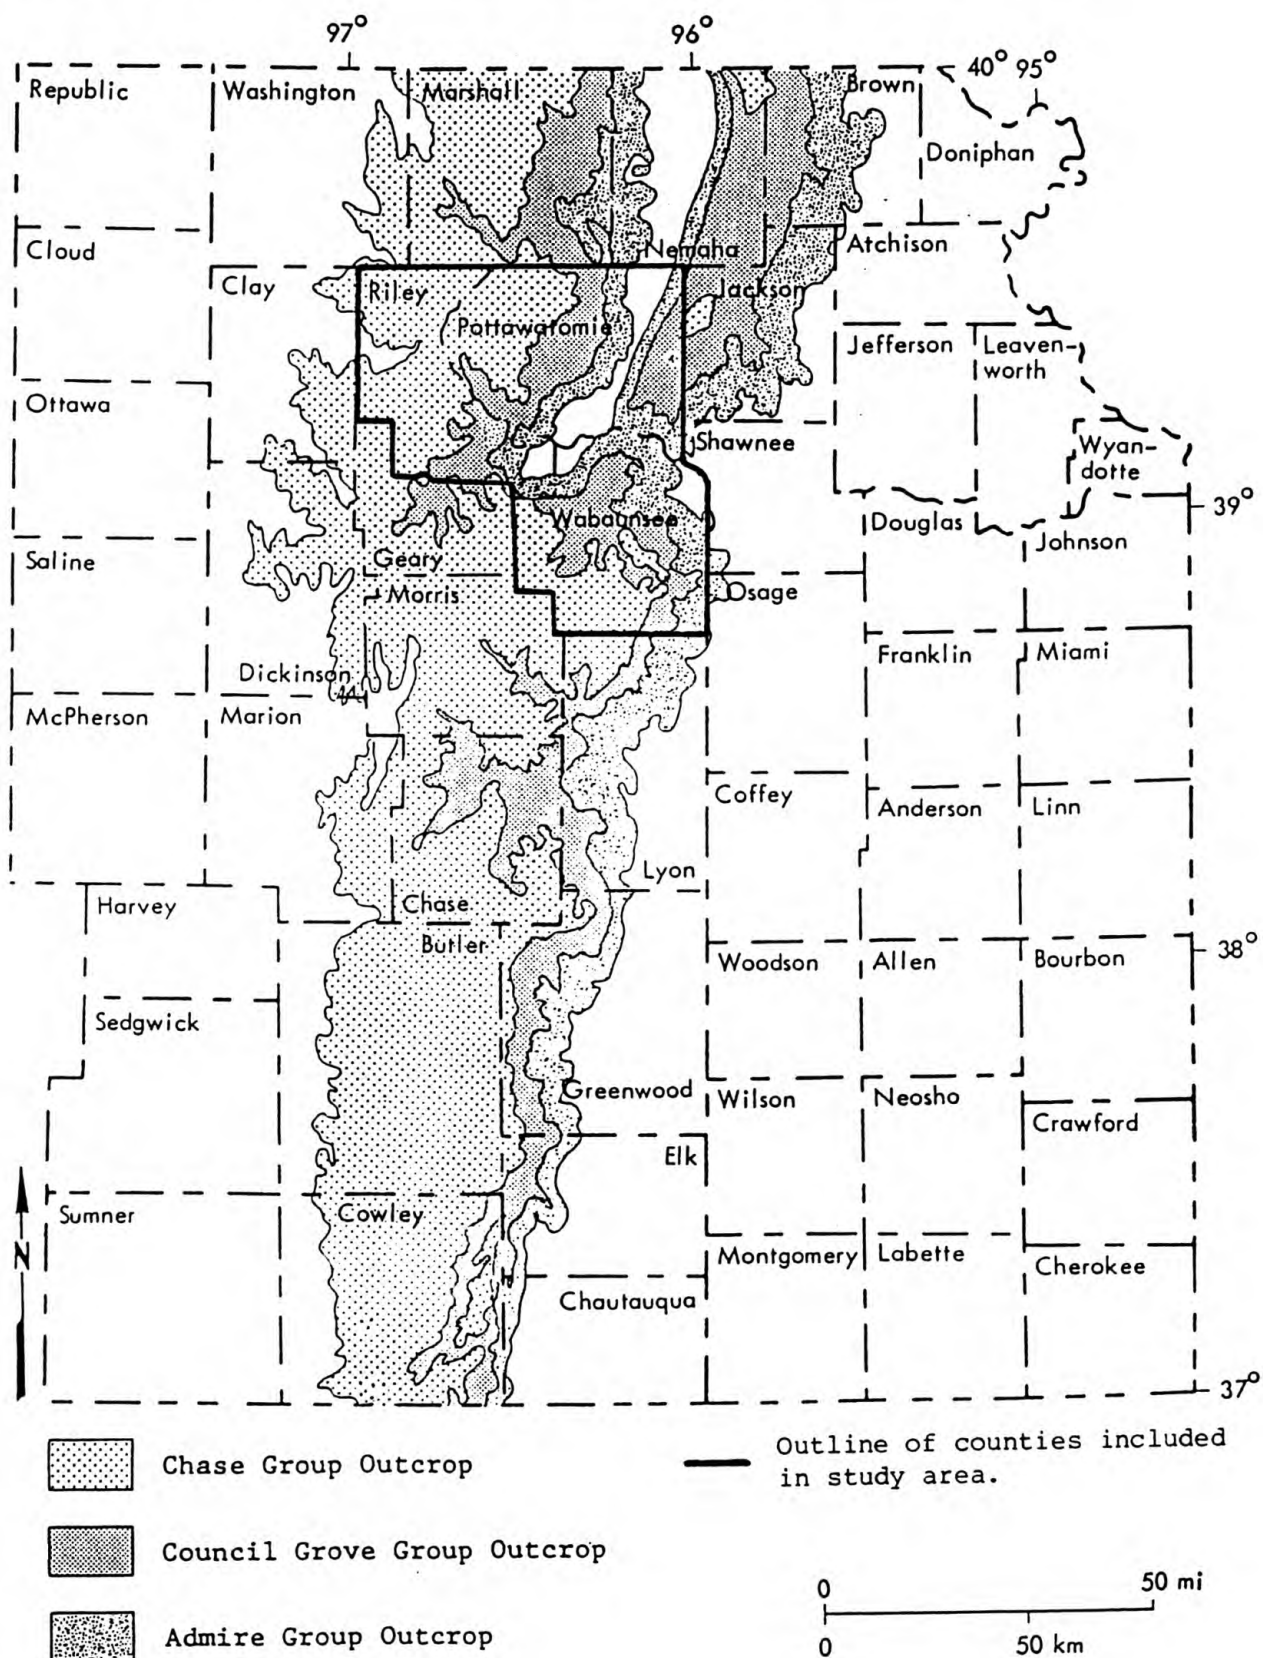 97°
96°
40° 95°
Republic
Washington
Marshall
Brown
Doniphan
Cloud
Nemaha
Atchison
Clay
Riley
Jackson
Pottawatomie
Jefferson
Leaven-
worth
Ottawa
Shawnee
Wyan-
dotte
39°
Wabaunsee
Douglas
Johnson
Saline
Geary
Morris
Osage
Franklin
Miami
Dickinson
McPherson
Marion
Coffey
Anderson
Linn
Lyon
Harvey
Chase
Butler
Woodson
Allen
Bourbon
38°
Sedgwick
Greenwood
Wilson
Neosho
Crawford
Elk
Sumner
Cowley
N
Montgomery
Labette
Cherokee
Chautauqua
37°
Chase Group Outcrop
Outline of counties included
in study area.
Council Grove Group Outcrop
0 50 mi
Admire Group Outcrop
0 50 km